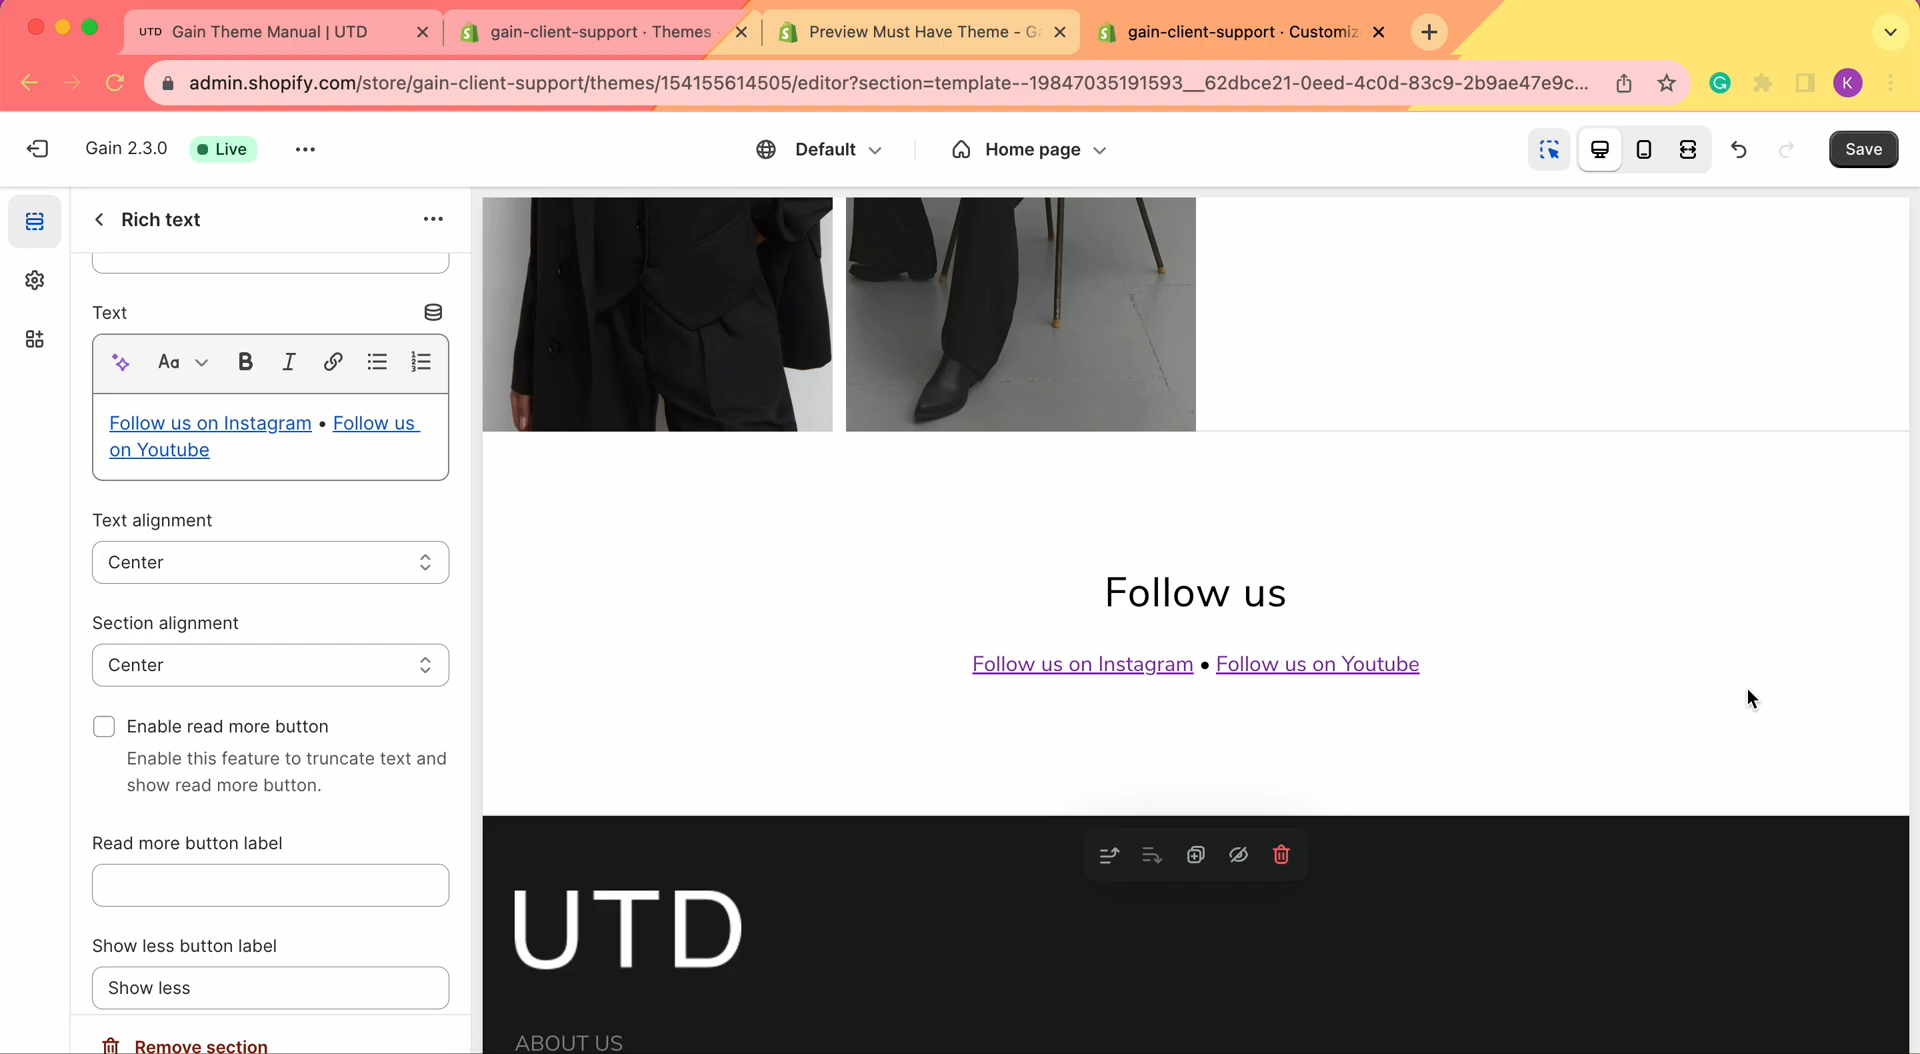 UTD Gain Theme Manual | UTD
gain-client-support · Themes ·
Preview Must Have Theme - Ga
gain-client-support · Customiz
admin.shopify.com/store/gain-client-support/themes/154155614505/editor?section=template--19847035191593__62dbce21-0eed-4c0d-83c9-2b9ae47e9c...
K
Gain 2.3.0
Live
Default
Home page
Save
Rich text
Text
Aa
B
I
Follow us on Instagram • Follow us
on Youtube
Text alignment
Center
Section alignment
Center
Enable read more button
Enable this feature to truncate text and
show read more button.
Read more button label
Show less button label
Show less
Remove section
Follow us
Follow us on Instagram • Follow us on Youtube
UTD
ABOUT US